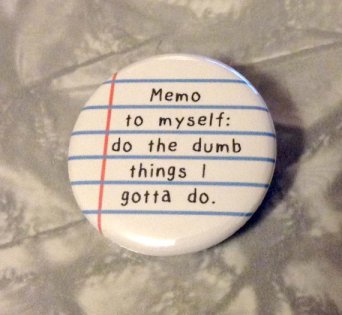 Memo
to myself:
do the dumb
things I
gotta do.